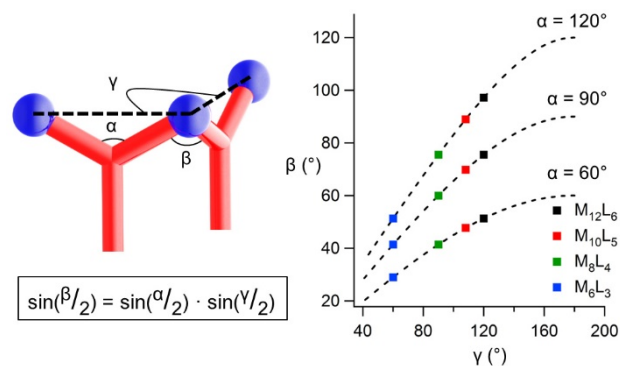 γ
α
β
sin(β/2) = sin(α/2) · sin(γ/2)
β (°)
120
100
80
60
40
20
α = 120°
α = 90°
α = 60°
M₁₂L₆
M₁₀L₅
M₈L₄
M₆L₃
40
80
120
160
200
γ (°)